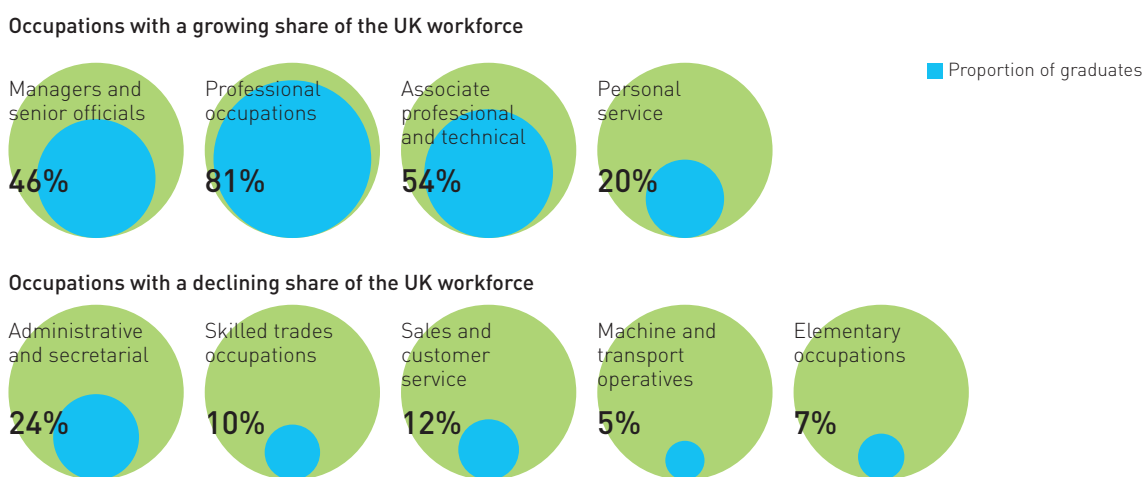 Occupations with a growing share of the UK workforce
Proportion of graduates
Managers and
senior officials
46%
Professional
occupations
81%
Associate
professional
and technical
54%
Personal
service
20%
Occupations with a declining share of the UK workforce
Administrative
and secretarial
24%
Skilled trades
occupations
10%
Sales and
customer
service
12%
Machine and
transport
operatives
5%
Elementary
occupations
7%